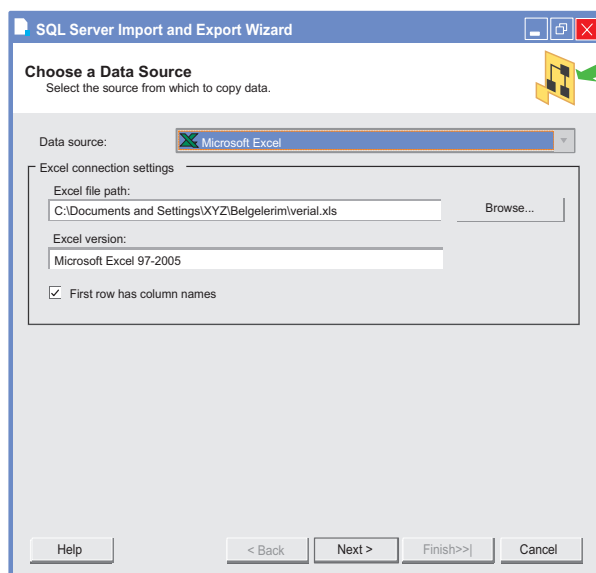 SQL Server Import and Export Wizard
Choose a Data Source
Select the source from which to copy data.
Data source:
Microsoft Excel
Excel connection settings
Excel file path:
C:\Documents and Settings\XYZ\Belgelerim\verial.xls
Browse...
Excel version:
Microsoft Excel 97-2005
First row has column names
Help
< Back
Next >
Finish>>|
Cancel